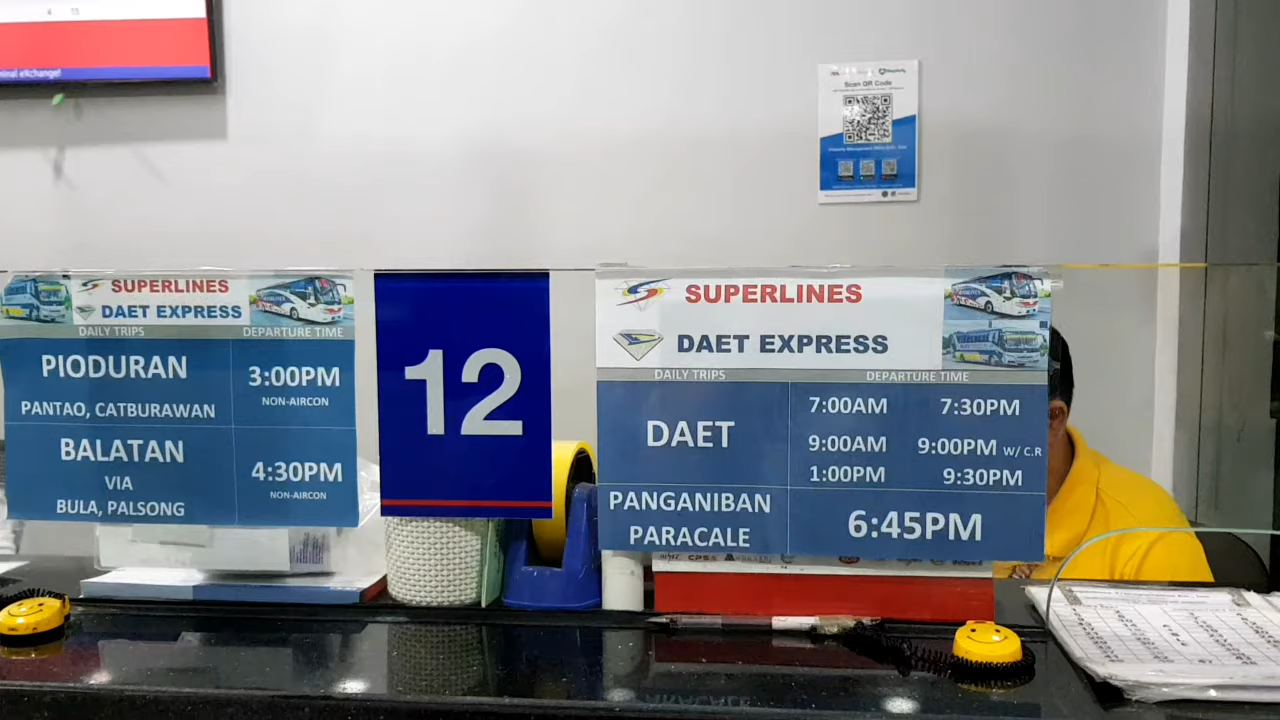 Scan QR Code
SUPERLINES
DAET EXPRESS
DAILY TRIPS DEPARTURE TIME
PIODURAN
PANTAO, CATBURAWAN
3:00PM
NON-AIRCON
BALATAN
VIA
BULA, PALSONG
4:30PM
NON-AIRCON
12
SUPERLINES
DAET EXPRESS
DAILY TRIPS DEPARTURE TIME
DAET
7:00AM 7:30PM
9:00AM 9:00PM W/ C.R
1:00PM 9:30PM
PANGANIBAN
PARACALE
6:45PM